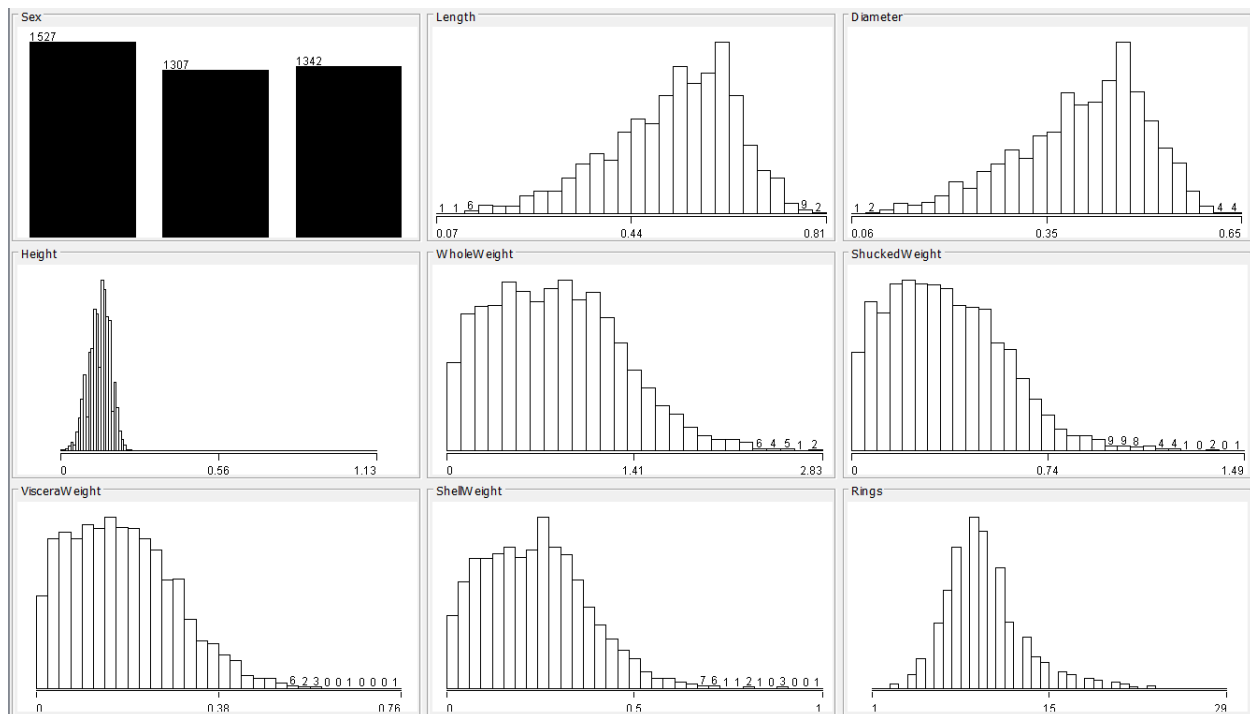 Sex
1527
1307
1342
Length
1 1 6 9 2
0.07 0.44 0.81
Diameter
1 2 4 4
0.06 0.35 0.65
Height
0 0.56 1.13
WholeWeight
6 4 5 1 2
0 1.41 2.83
ShuckedWeight
9 9 8 4 4 1 0 2 0 1
0 0.74 1.49
VisceraWeight
6 2 3 0 0 1 0 0 0 1
0 0.38 0.76
ShellWeight
7 6 1 1 2 1 0 3 0 0 1
0 0.5 1
Rings
1 15 29